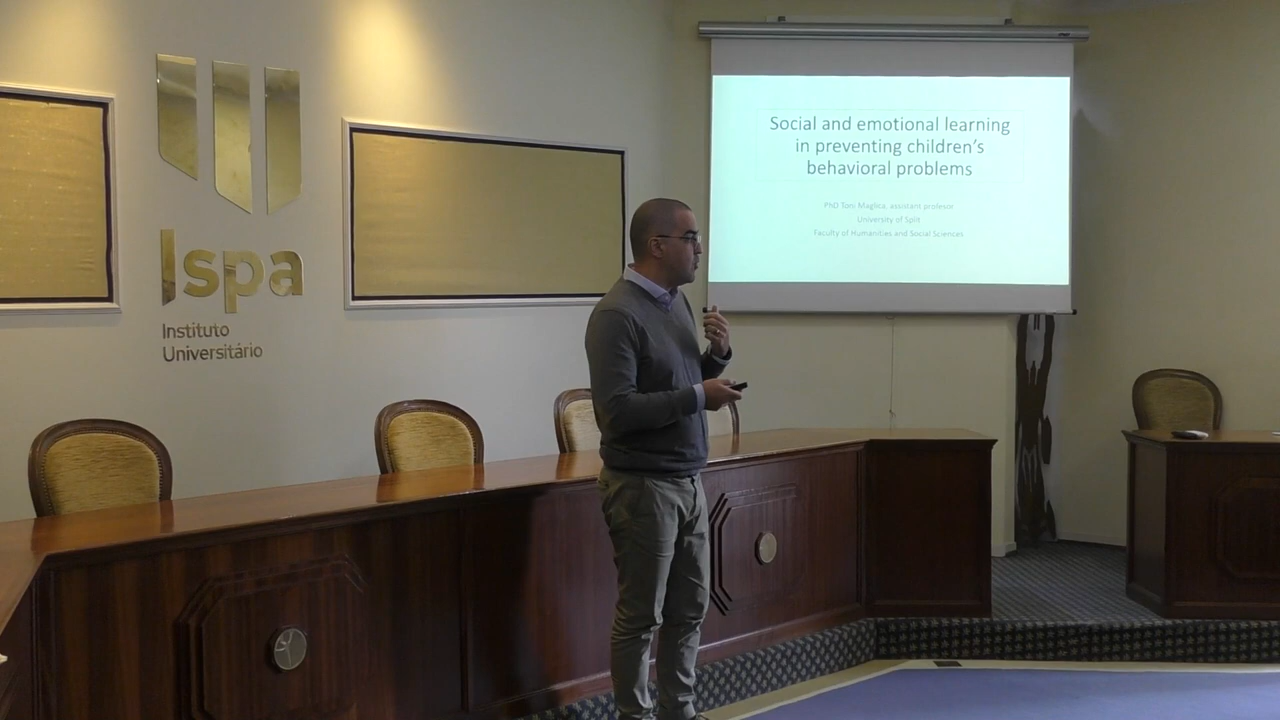 Ispa
Instituto
Universitário
Social and emotional learning
in preventing children's
behavioral problems
PhD Toni Maglica, assistant profesor
University of Split
Faculty of Humanities and Social Sciences